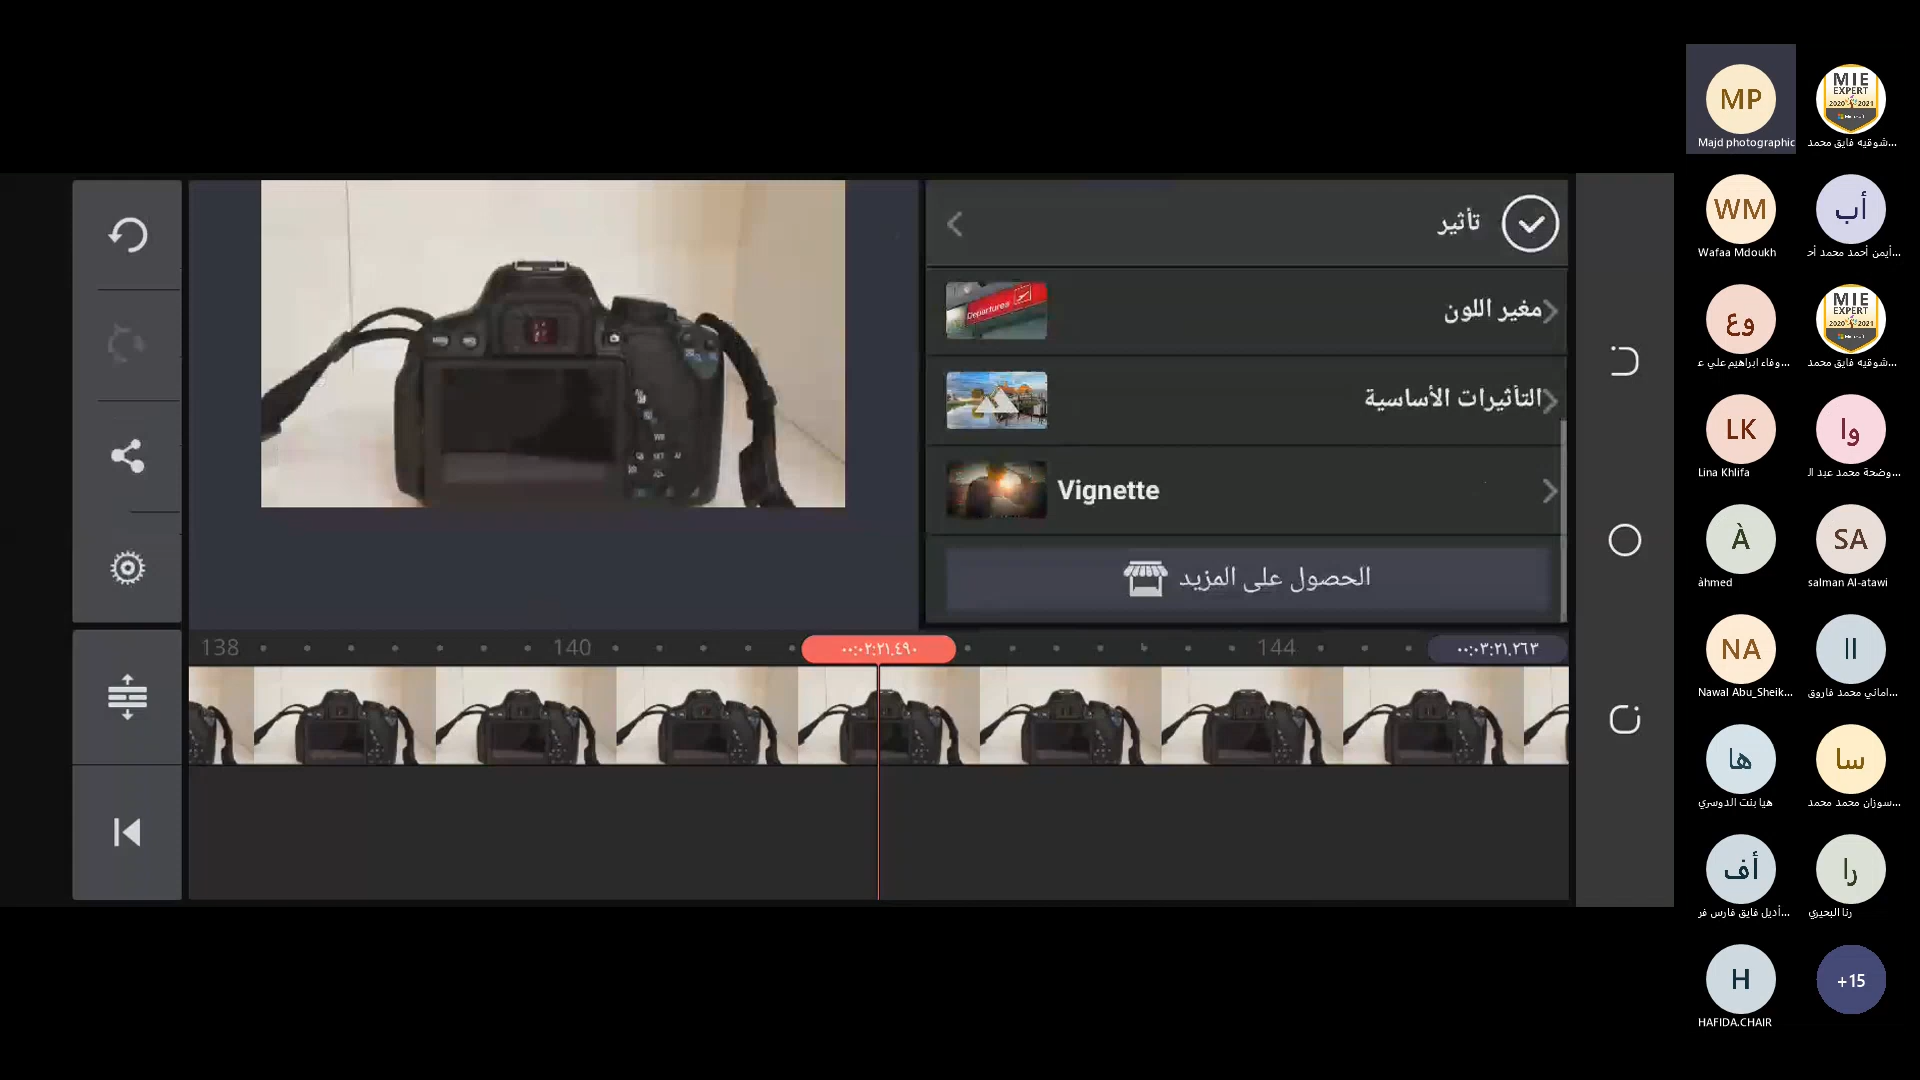 تأثير
مغير اللون
Departures
التأثيرات الأساسية
Vignette
الحصول على المزيد
138
140
٠٠:٠٢:٢١.٤٩٠
144
٠٠:٠٣:٢١.٢٦٣
MP
Majd photographic
MIE
EXPERT
2020 2021
شوقيه فايق محمد...
WM
Wafaa Mdoukh
أب
أيمن أحمد محمد أح...
وع
وفاء ابراهيم علي ع...
MIE
EXPERT
2020 2021
شوقيه فايق محمد...
LK
Lina Khlifa
وا
وضحة محمد عبد ال...
À
àhmed
SA
salman Al-atawi
NA
Nawal Abu_Sheik...
اا
اماني محمد فاروق...
ها
هيا بنت الدوسري
سا
سوزان محمد محمد...
أف
أديل فايق فارس فر...
را
رنا البحيري
H
HAFIDA.CHAIR
+15